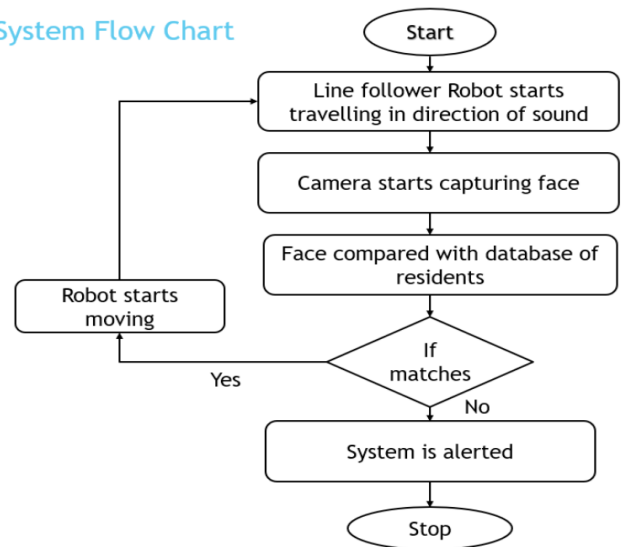 System Flow Chart
Start
Line follower Robot starts
travelling in direction of sound
Camera starts capturing face
Face compared with database of
residents
Robot starts
moving
If
matches
Yes
No
System is alerted
Stop